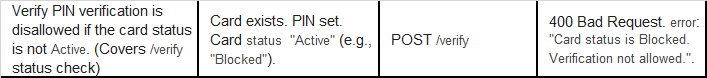 Verify PIN verification is
disallowed if the card status
is not Active. (Covers /verify
status check)
Card exists. PIN set.
Card status "Active" (e.g.,
"Blocked").
POST /verify
400 Bad Request. error:
"Card status is Blocked.
Verification not allowed.".